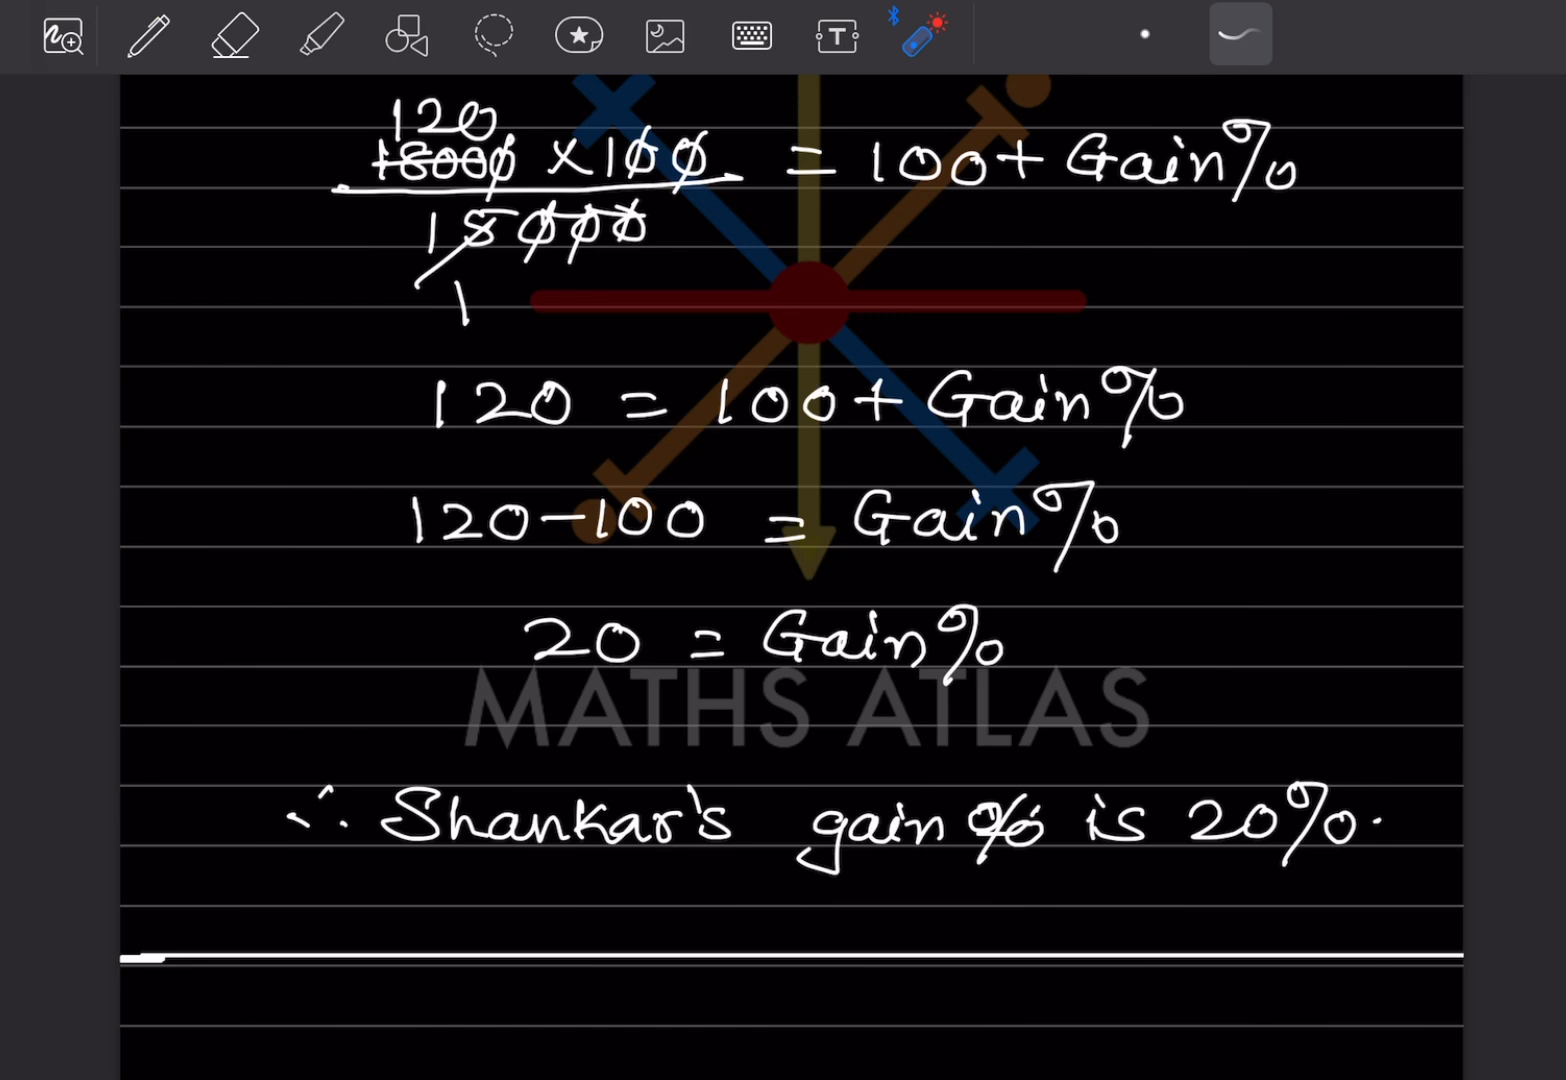 120
18000 × 100 = 100 + Gain%
15000
1
120 = 100 + Gain%
120 - 100 = Gain%
20 = Gain%
MATHS ATLAS
∴ Shankar's gain % is 20%.